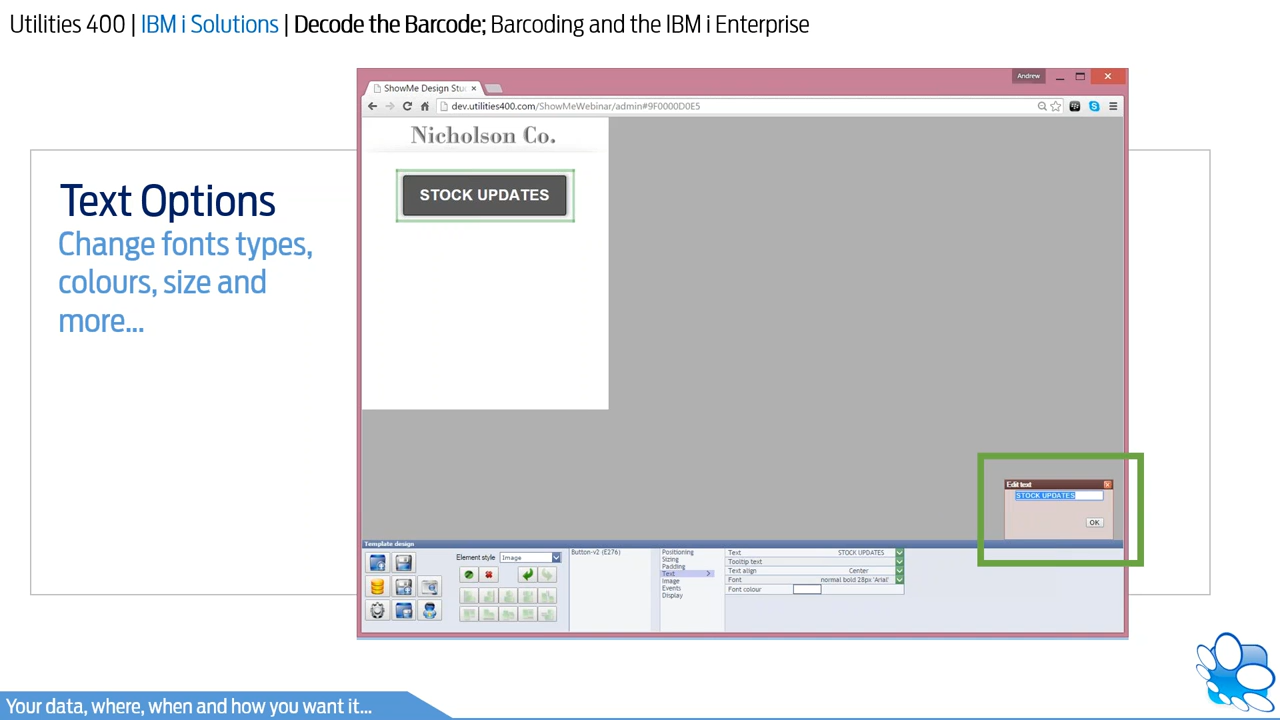 Utilities 400 | IBM i Solutions | Decode the Barcode; Barcoding and the IBM i Enterprise
Andrew
ShowMe Design Stu
dev.utilities400.com/ShowMeWebinar/admin#9F0000D0E5
Nicholson Co.
STOCK UPDATES
Text Options
Change fonts types,
colours, size and
more...
Edit text
STOCK UPDATES
OK
Template design
Element style Image
Button-v2 (E276)
Positioning
Sizing
Padding
Text
Image
Events
Display
Text STOCK UPDATES
Tooltip text
Text align Center
Font normal bold 28px 'Arial'
Font colour
Your data, where, when and how you want it...